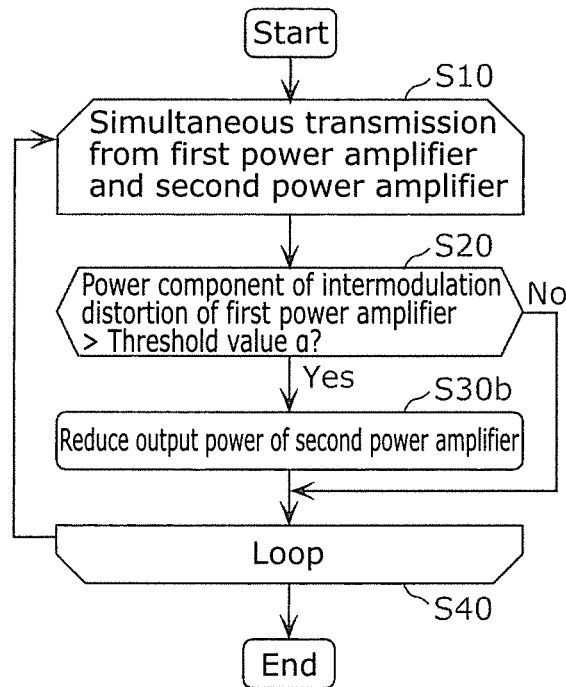 Start
S10
Simultaneous transmission
from first power amplifier
and second power amplifier
S20
Power component of intermodulation
distortion of first power amplifier
> Threshold value α?
No
Yes
S30b
Reduce output power of second power amplifier
Loop
S40
End